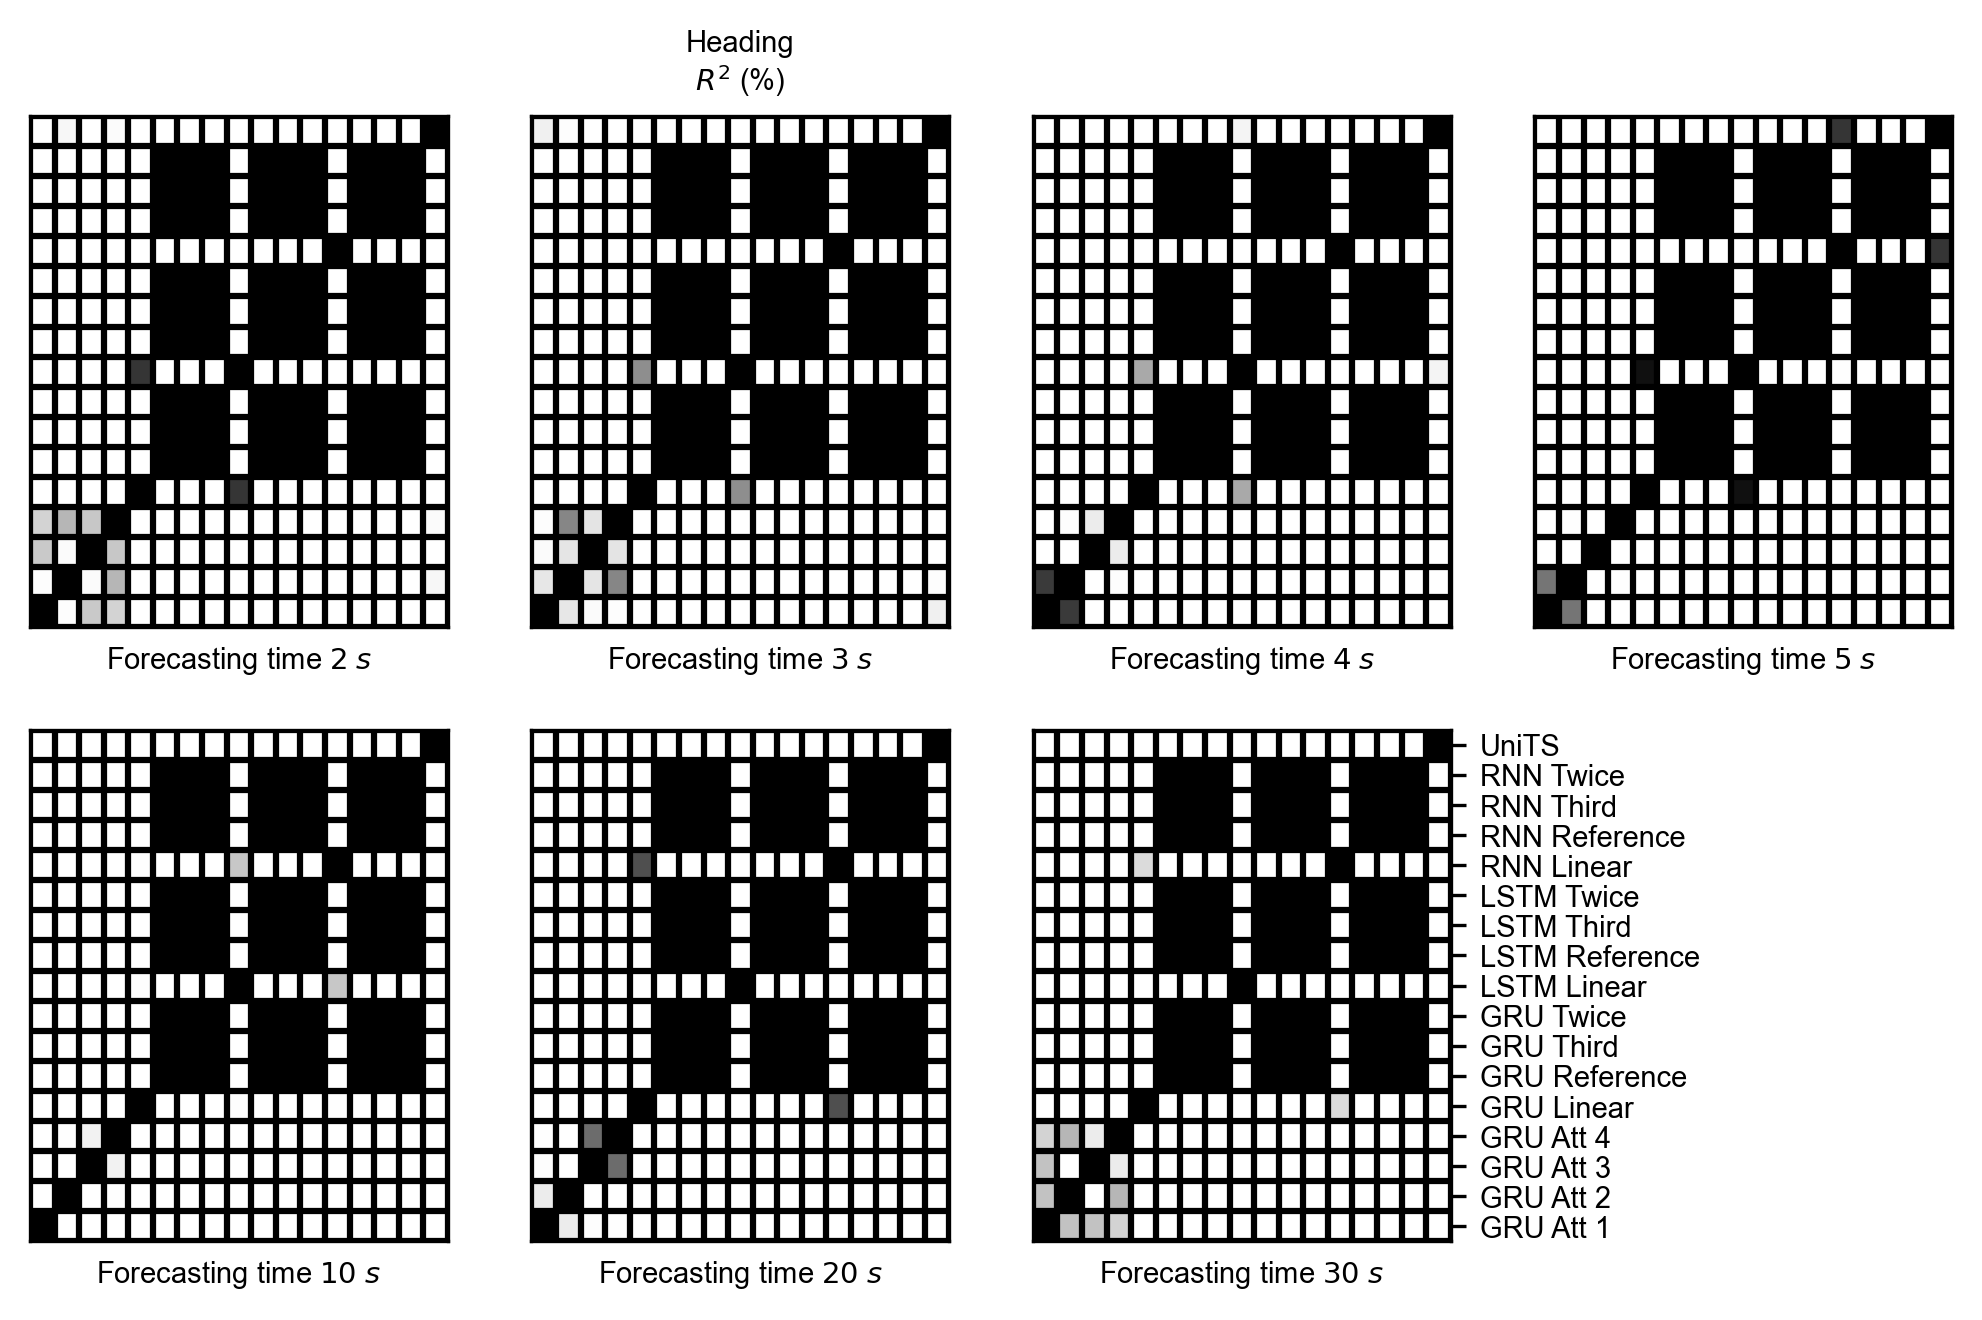 Heading
R² (%)
Forecasting time 2 s
Forecasting time 3 s
Forecasting time 4 s
Forecasting time 5 s
UniTS
RNN Twice
RNN Third
RNN Reference
RNN Linear
LSTM Twice
LSTM Third
LSTM Reference
LSTM Linear
GRU Twice
GRU Third
GRU Reference
GRU Linear
GRU Att 4
GRU Att 3
GRU Att 2
GRU Att 1
Forecasting time 10 s
Forecasting time 20 s
Forecasting time 30 s